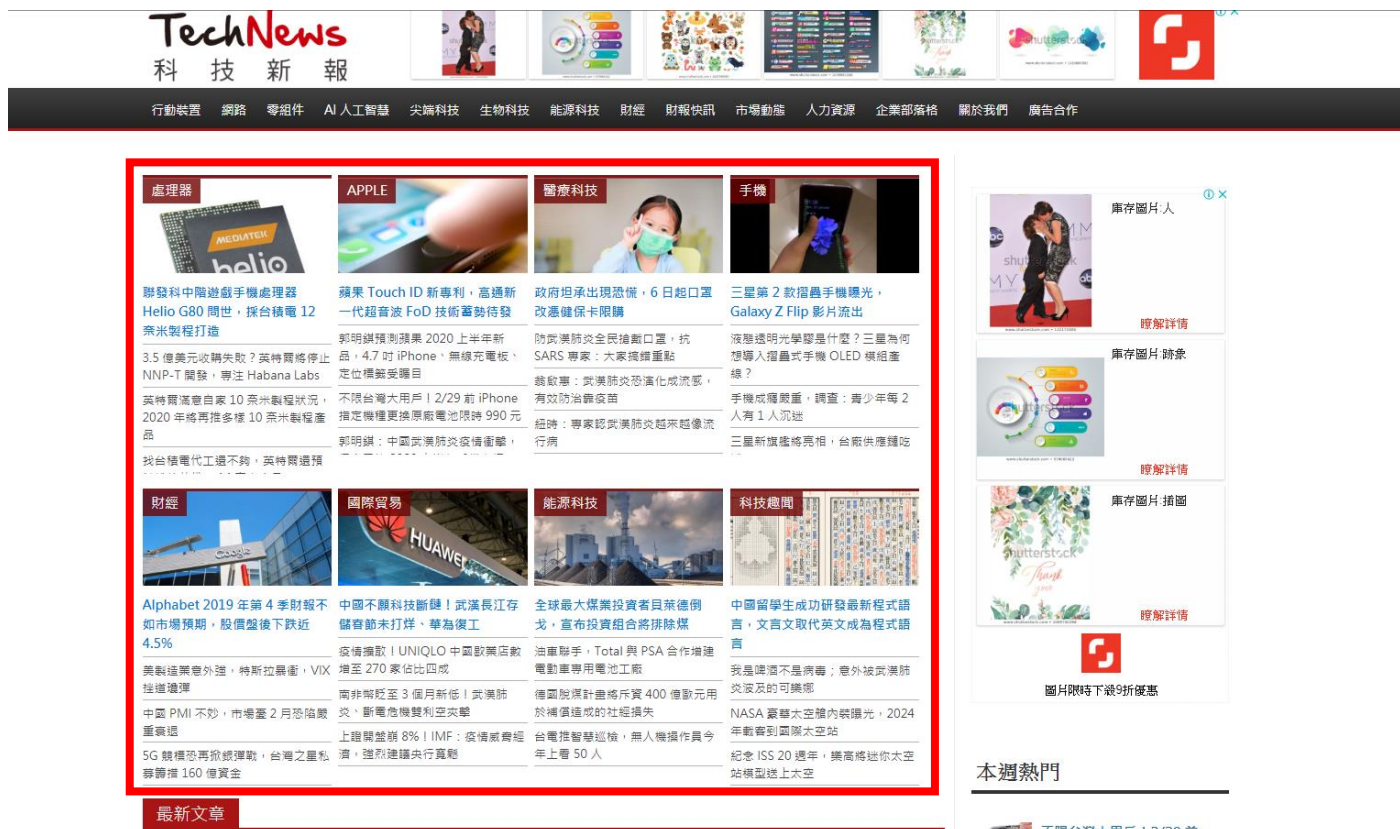 TechNews
科技新報
行動裝置 網路 零組件 AI 人工智慧 尖端科技 生物科技 能源科技 財經 財報快訊 市場動態 人力資源 企業部落格 關於我們 廣告合作
處理器
MEDIATEK
helio
聯發科中階遊戲手機處理器
Helio G80 問世，採台積電 12
奈米製程打造
3.5 億美元收購失敗？英特爾將停止
NNP-T 開發，專注 Habana Labs
英特爾滿意自家 10 奈米製程狀況，
2020 年將再推多樣 10 奈米製程產
品
找台積電代工還不夠，英特爾還預
APPLE
蘋果 Touch ID 新專利，高通新
一代超音波 FoD 技術蓄勢待發
郭明錤預測蘋果 2020 上半年新
品，4.7 吋 iPhone、無線充電板、
定位標籤受矚目
不限台灣大用戶！2/29 前 iPhone
指定機種更換原廠電池限時 990 元
郭明錤：中國武漢肺炎疫情衝擊，
醫療科技
政府坦承出現恐慌，6 日起口罩
改憑健保卡限購
防武漢肺炎全民搶戴口罩，抗
SARS 專家：大家搞錯重點
翁啟惠：武漢肺炎恐演化成流感，
有效防治靠疫苗
紐時：專家認武漢肺炎越來越像流
行病
手機
三星第 2 款摺疊手機曝光，
Galaxy Z Flip 影片流出
液態透明光學膠是什麼？三星為何
想導入摺疊式手機 OLED 模組產
線？
手機成癮嚴重，調查：青少年每 2
人有 1 人沉迷
三星新旗艦將亮相，台廠供應鏈吃
財經
Google
Alphabet 2019 年第 4 季財報不
如市場預期，股價盤後下跌近
4.5%
美製造業意外強，特斯拉暴衝，VIX
挫道瓊彈
中國 PMI 不妙，市場憂 2 月恐陷嚴
重衰退
5G 競標恐再掀銀彈戰，台灣之星私
募籌措 160 億資金
國際貿易
HUAWEI
中國不願科技斷鏈！武漢長江存
儲春節未打烊、華為復工
疫情擴散！UNIQLO 中國歇業店數
增至 270 家佔比四成
南非幣貶至 3 個月新低！武漢肺
炎、斷電危機雙利空夾擊
上證開盤崩 8%！IMF：疫情威脅經
濟，強烈建議央行寬鬆
能源科技
全球最大煤業投資者貝萊德倒
戈，宣布投資組合將排除煤
油車聯手，Total 與 PSA 合作增建
電動車專用電池工廠
德國脫煤計畫將斥資 400 億歐元用
於補償造成的社經損失
台電推智慧巡檢，無人機操作員今
年上看 50 人
科技趣聞
中國留學生成功研發最新程式語
言，文言文取代英文成為程式語
言
我是啤酒不是病毒；意外被武漢肺
炎波及的可樂娜
NASA 豪華太空艙內裝曝光，2024
年載客到國際太空站
紀念 ISS 20 週年，樂高將迷你太空
站模型送上太空
最新文章
庫存圖片:人
瞭解詳情
庫存圖片:跡象
瞭解詳情
庫存圖片:插圖
shutterstock
Thank you
瞭解詳情
圖片限時下殺9折優惠
本週熱門